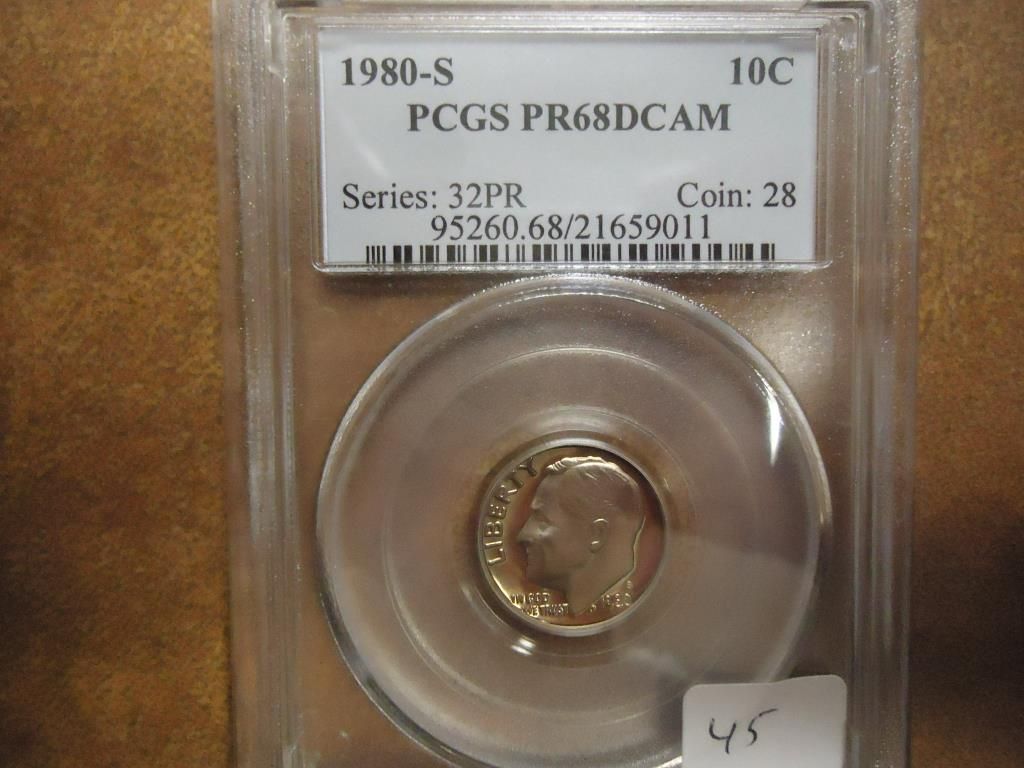 1980-S 10C
PCGS PR68DCAM
Series: 32PR Coin: 28
95260.68/21659011
LIBERTY
IN GOD
WE TRUST
1980
S
45